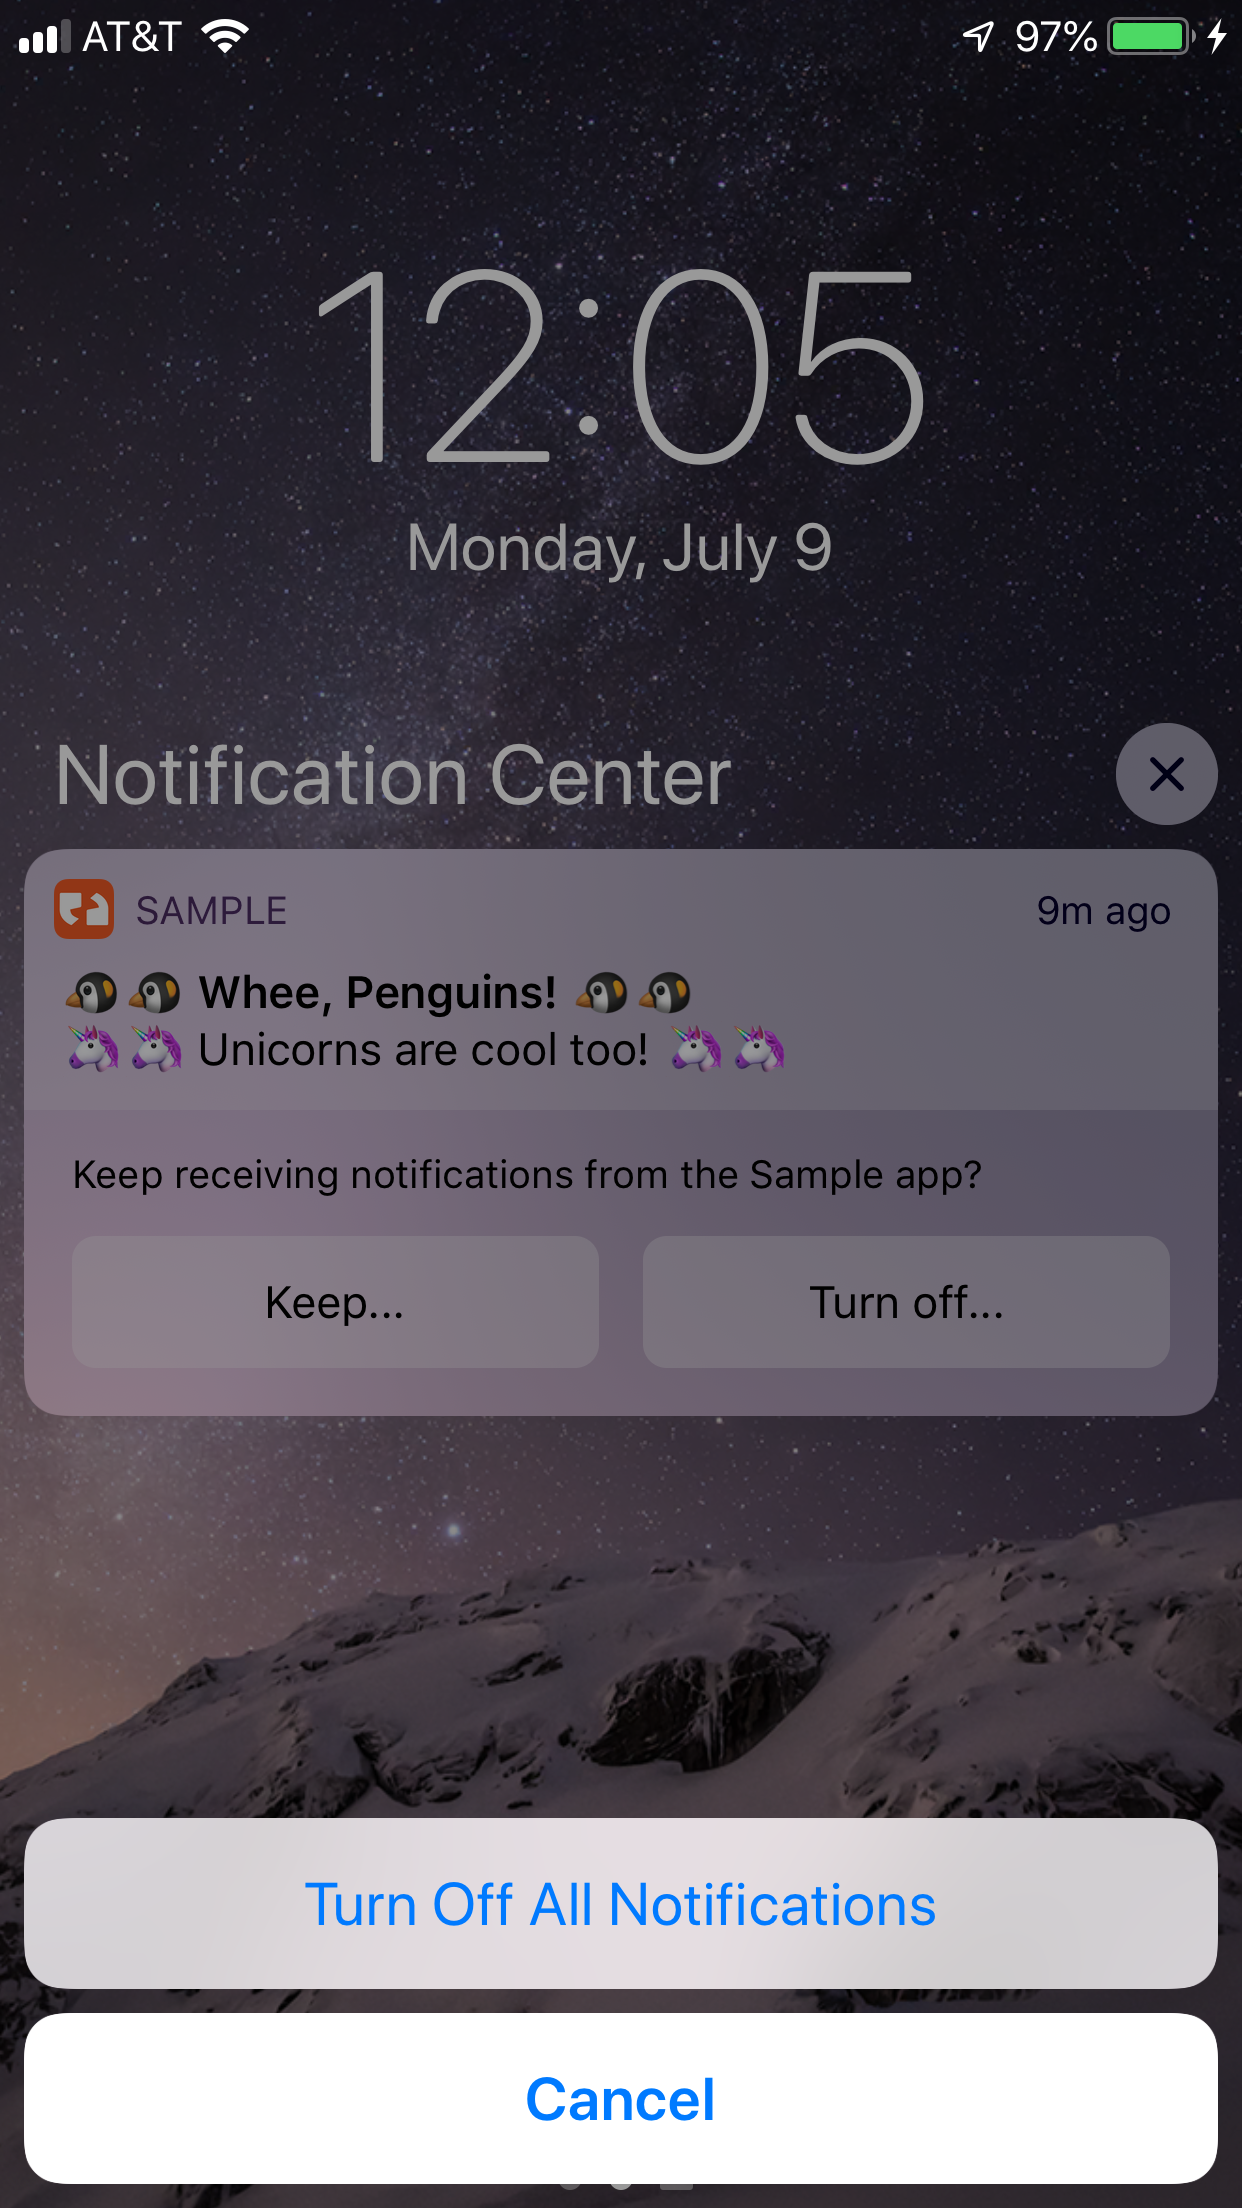 AT&T 97%
12:05
Monday, July 9
Notification Center
SAMPLE 9m ago
🐧🐧 Whee, Penguins! 🐧🐧
🦄🦄 Unicorns are cool too! 🦄🦄
Keep receiving notifications from the Sample app?
Keep... Turn off...
Turn Off All Notifications
Cancel